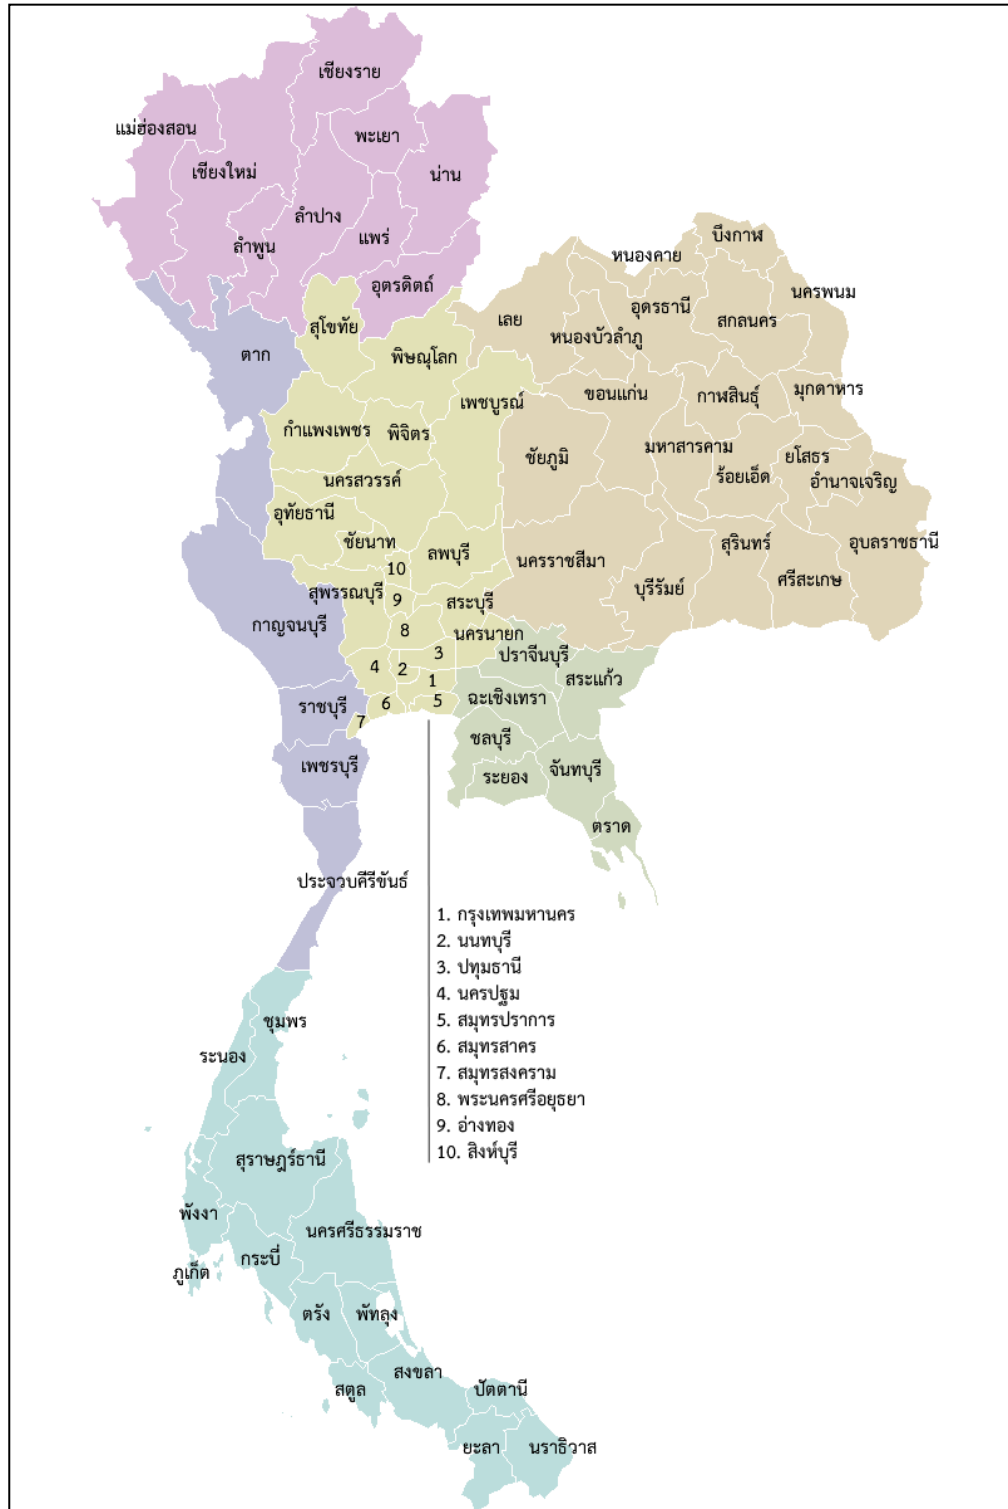 เชียงราย
แม่ฮ่องสอน
พะเยา
เชียงใหม่
น่าน
ลำปาง
แพร่
ลำพูน
อุตรดิตถ์
บึงกาฬ
หนองคาย
นครพนม
อุดรธานี
สกลนคร
เลย
หนองบัวลำภู
สุโขทัย
ตาก
พิษณุโลก
เพชบูรณ์
ขอนแก่น
กาฬสินธุ์
มุกดาหาร
กำแพงเพชร
พิจิตร
ชัยภูมิ
มหาสารคาม
ยโสธร
ร้อยเอ็ด
อำนาจเจริญ
นครสวรรค์
อุทัยธานี
ชัยนาท
ลพบุรี
นครราชสีมา
สุรินทร์
อุบลราชธานี
บุรีรัมย์
ศรีสะเกษ
10
สุพรรณบุรี
9
สระบุรี
กาญจนบุรี
8
นครนายก
3
ปราจีนบุรี
4
2
1
สระแก้ว
ราชบุรี
6
5
ฉะเชิงเทรา
7
ชลบุรี
เพชรบุรี
ระยอง
จันทบุรี
ตราด
ประจวบคีรีขันธ์
1. กรุงเทพมหานคร
2. นนทบุรี
3. ปทุมธานี
4. นครปฐม
5. สมุทรปราการ
6. สมุทรสาคร
7. สมุทรสงคราม
8. พระนครศรีอยุธยา
9. อ่างทอง
10. สิงห์บุรี
ชุมพร
ระนอง
สุราษฎร์ธานี
พังงา
นครศรีธรรมราช
กระบี่
ภูเก็ต
ตรัง
พัทลุง
สงขลา
สตูล
ปัตตานี
ยะลา
นราธิวาส